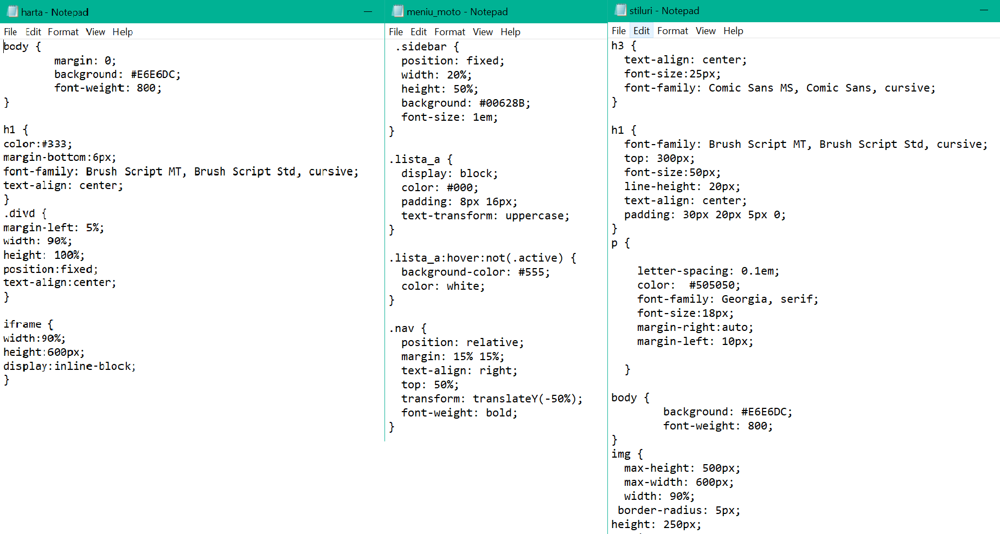 harta - Notepad
File Edit Format View Help
body {
margin: 0;
background: #E6E6DC;
font-weight: 800;
}
h1 {
color:#333;
margin-bottom:6px;
font-family: Brush Script MT, Brush Script Std, cursive;
text-align: center;
}
.divd {
margin-left: 5%;
width: 90%;
height: 100%;
position:fixed;
text-align:center;
}
iframe {
width:90%;
height:600px;
display:inline-block;
}
meniu_moto - Notepad
File Edit Format View Help
.sidebar {
position: fixed;
width: 20%;
height: 50%;
background: #00628B;
font-size: 1em;
}
.lista_a {
display: block;
color: #000;
padding: 8px 16px;
text-transform: uppercase;
}
.lista_a:hover:not(.active) {
background-color: #555;
color: white;
}
.nav {
position: relative;
margin: 15% 15%;
text-align: right;
top: 50%;
transform: translateY(-50%);
font-weight: bold;
}
stiluri - Notepad
File Edit Format View Help
h3 {
text-align: center;
font-size:25px;
font-family: Comic Sans MS, Comic Sans, cursive;
}
h1 {
font-family: Brush Script MT, Brush Script Std, cursive;
top: 300px;
font-size:50px;
line-height: 20px;
text-align: center;
padding: 30px 20px 5px 0;
}
p {
letter-spacing: 0.1em;
color:  #505050;
font-family: Georgia, serif;
font-size:18px;
margin-right:auto;
margin-left: 10px;
}
body {
background: #E6E6DC;
font-weight: 800;
}
img {
max-height: 500px;
max-width: 600px;
width: 90%;
border-radius: 5px;
height: 250px;